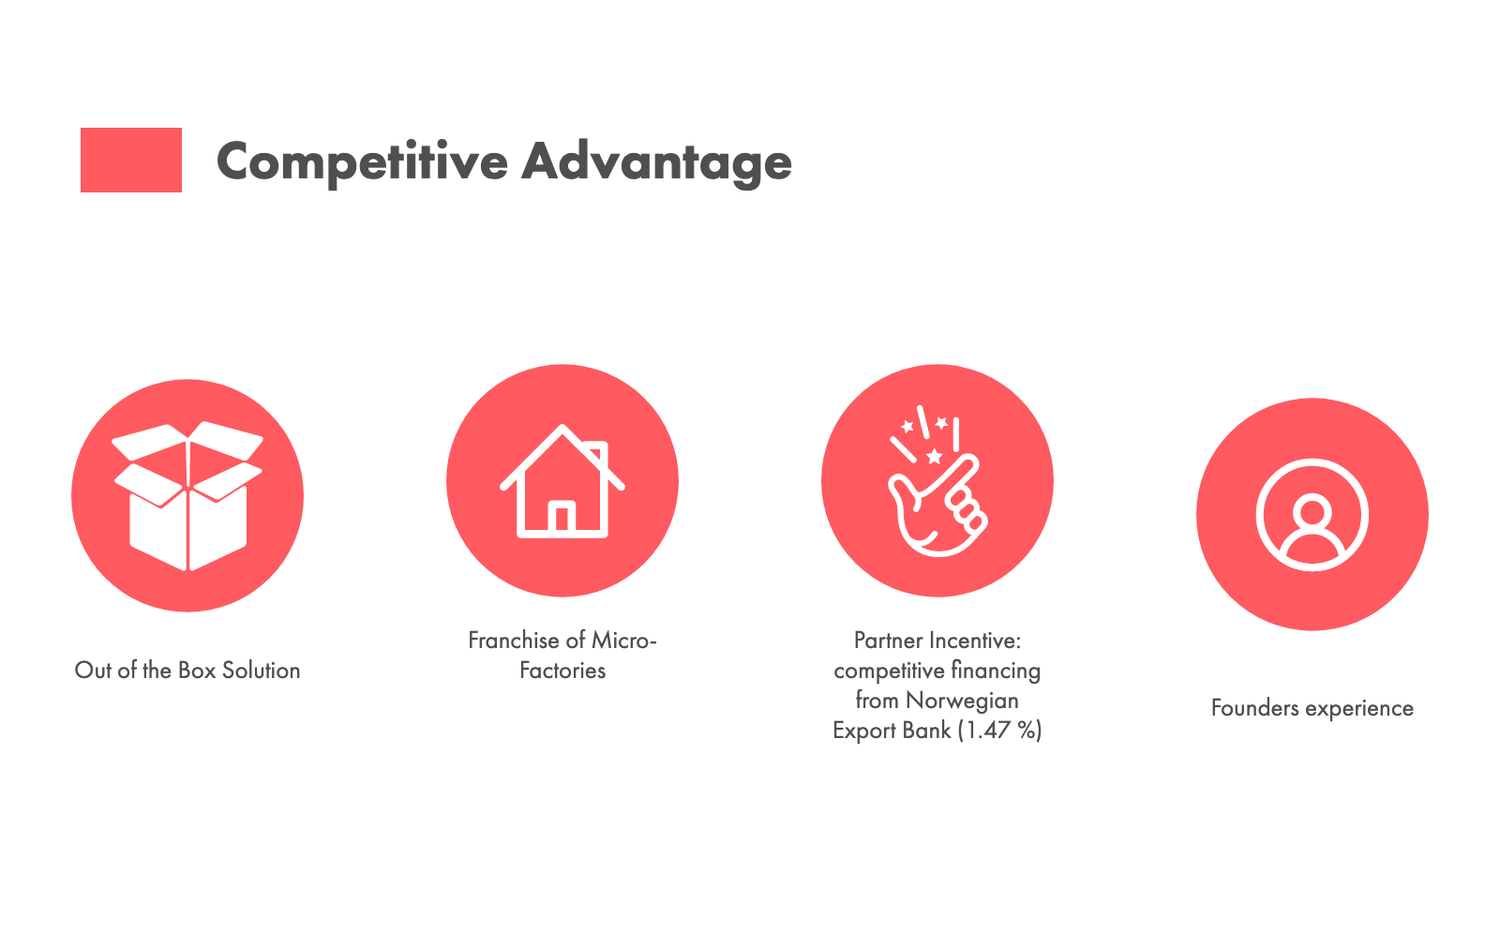 Competitive Advantage
Out of the Box Solution
Franchise of Micro-
Factories
Partner Incentive:
competitive financing
from Norwegian
Export Bank (1.47 %)
Founders experience